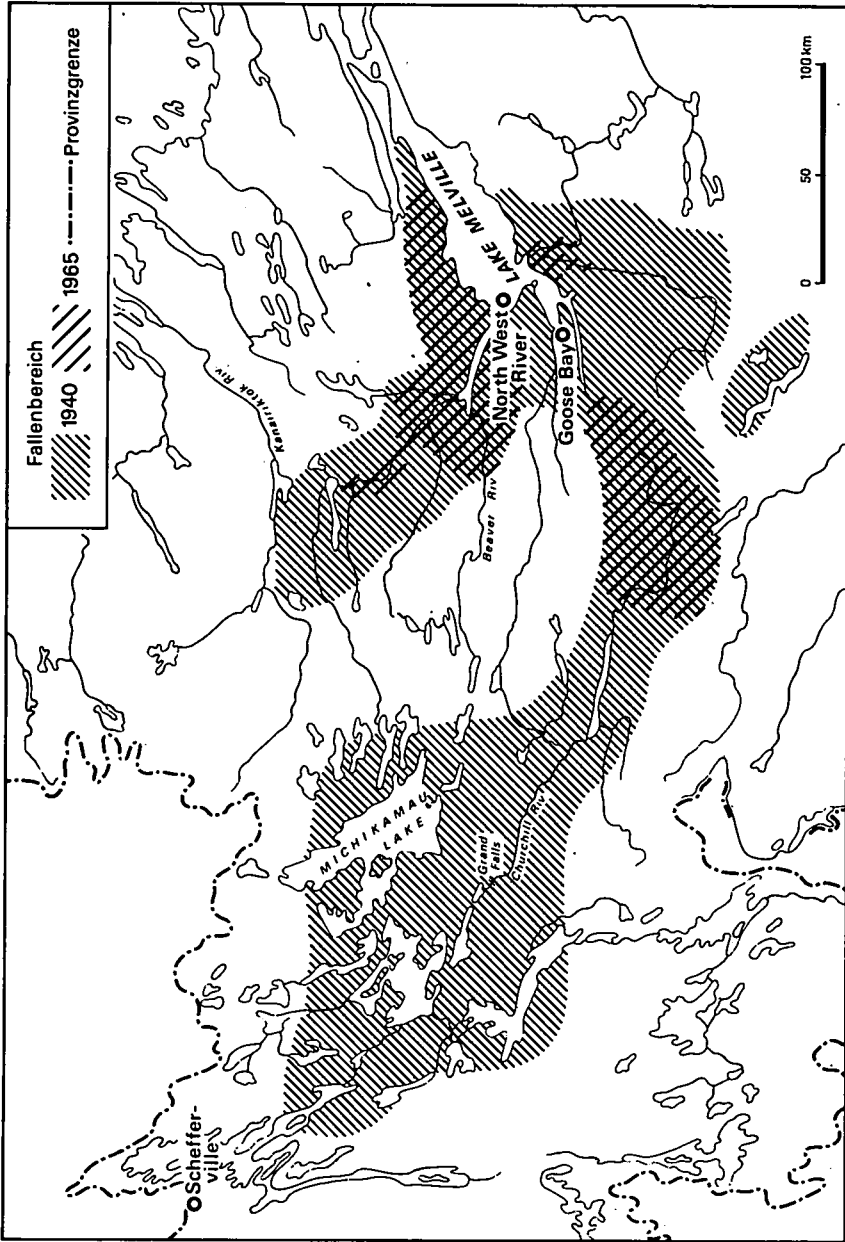 Fallenbereich
1940
1965
Provinzgrenze
Scheffer-
ville
Kanairiktok Riv.
MICHIKAMAU
LAKE
Grand
Falls
Churchill Riv
Beaver Riv
North West
River
Goose Bay
LAKE MELVILLE
0 50 100 km